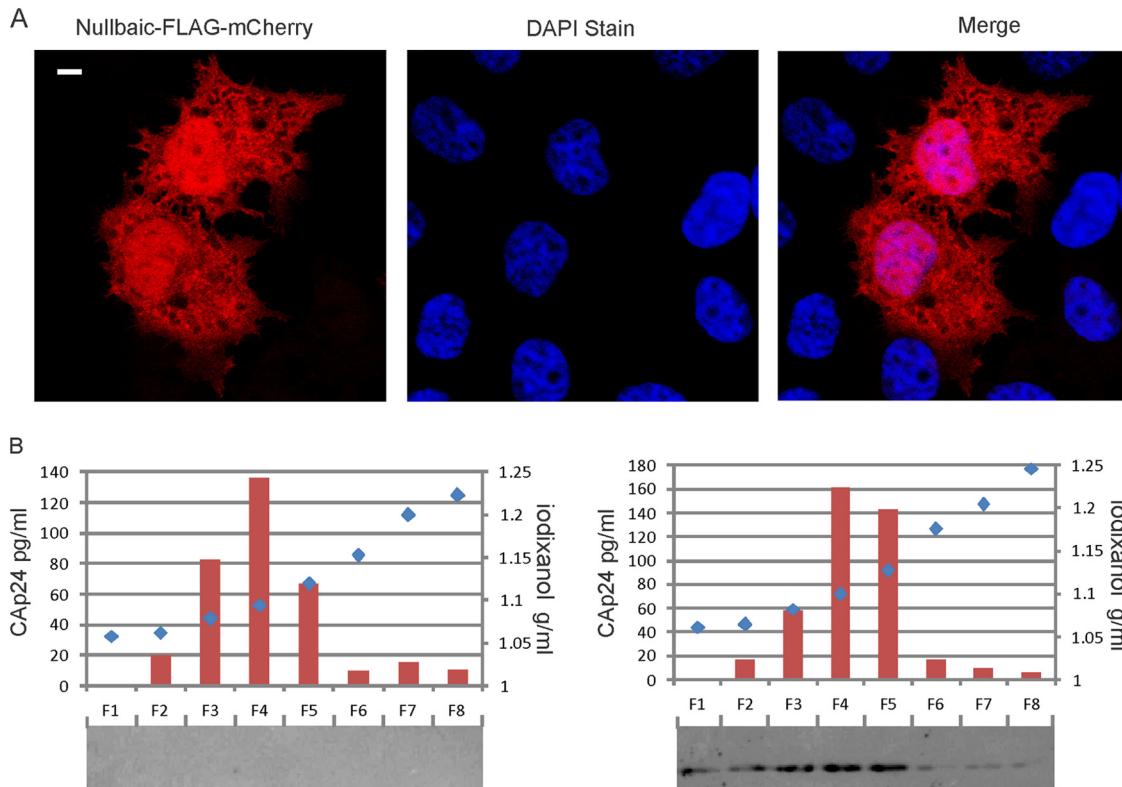 A
Nullbaic-FLAG-mCherry
DAPI Stain
Merge
B
CAp24 pg/ml
140
120
100
80
60
40
20
0
1.25
1.2
1.15
1.1
1.05
1
iodixanol g/ml
F1 F2 F3 F4 F5 F6 F7 F8
CAp24 pg/ml
180
160
140
120
100
80
60
40
20
0
1.25
1.2
1.15
1.1
1.05
1
iodixanol g/ml
F1 F2 F3 F4 F5 F6 F7 F8